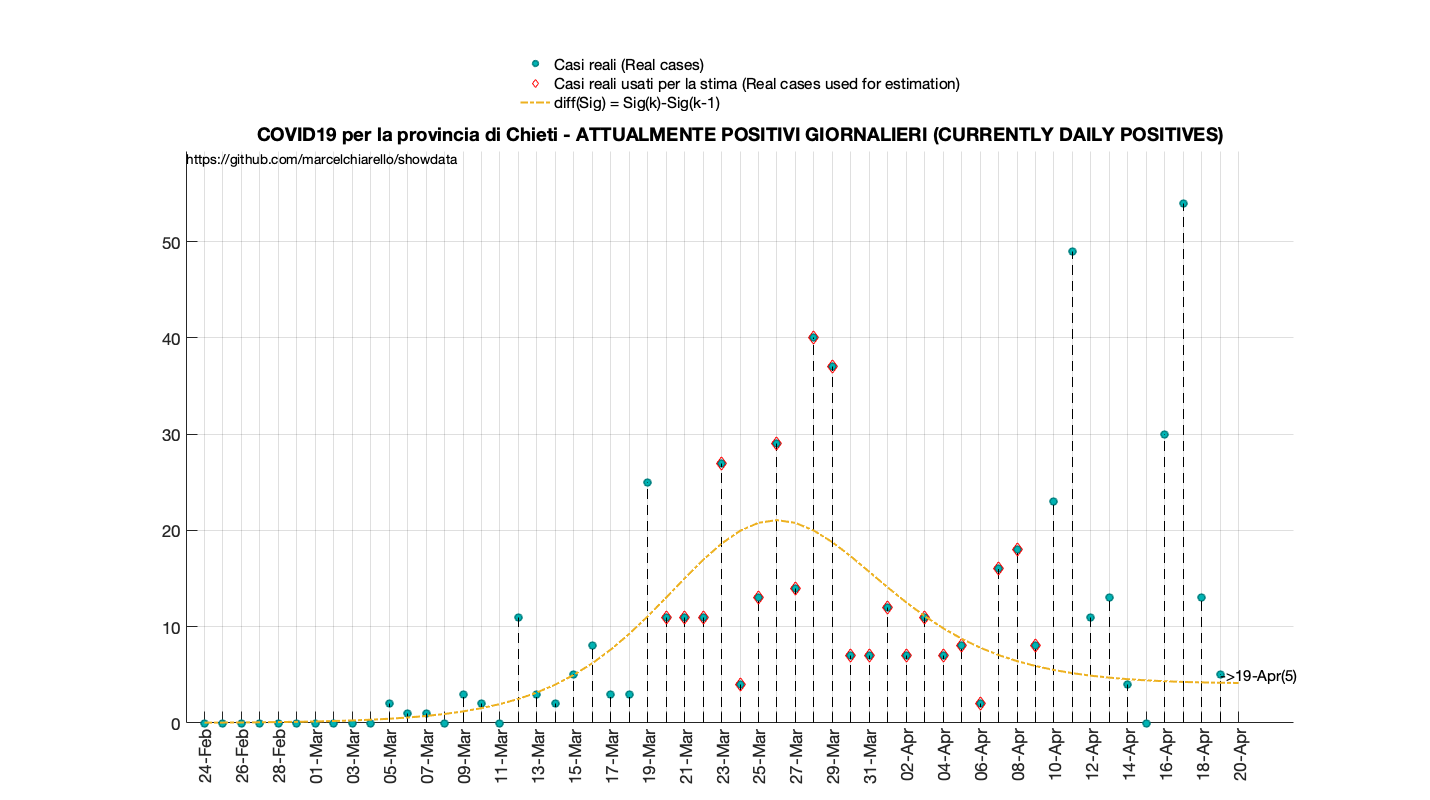 Casi reali (Real cases)
Casi reali usati per la stima (Real cases used for estimation)
diff(Sig) = Sig(k)-Sig(k-1)
COVID19 per la provincia di Chieti - ATTUALMENTE POSITIVI GIORNALIERI (CURRENTLY DAILY POSITIVES)
https://github.com/marcelchiarello/showdata
50
40
30
20
10
0
->19-Apr(5)
24-Feb
26-Feb
28-Feb
01-Mar
03-Mar
05-Mar
07-Mar
09-Mar
11-Mar
13-Mar
15-Mar
17-Mar
19-Mar
21-Mar
23-Mar
25-Mar
27-Mar
29-Mar
31-Mar
02-Apr
04-Apr
06-Apr
08-Apr
10-Apr
12-Apr
14-Apr
16-Apr
18-Apr
20-Apr